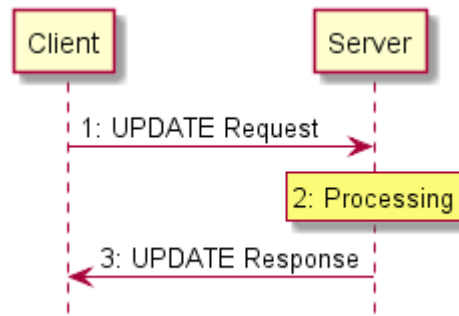 Client
Server
1: UPDATE Request
2: Processing
3: UPDATE Response